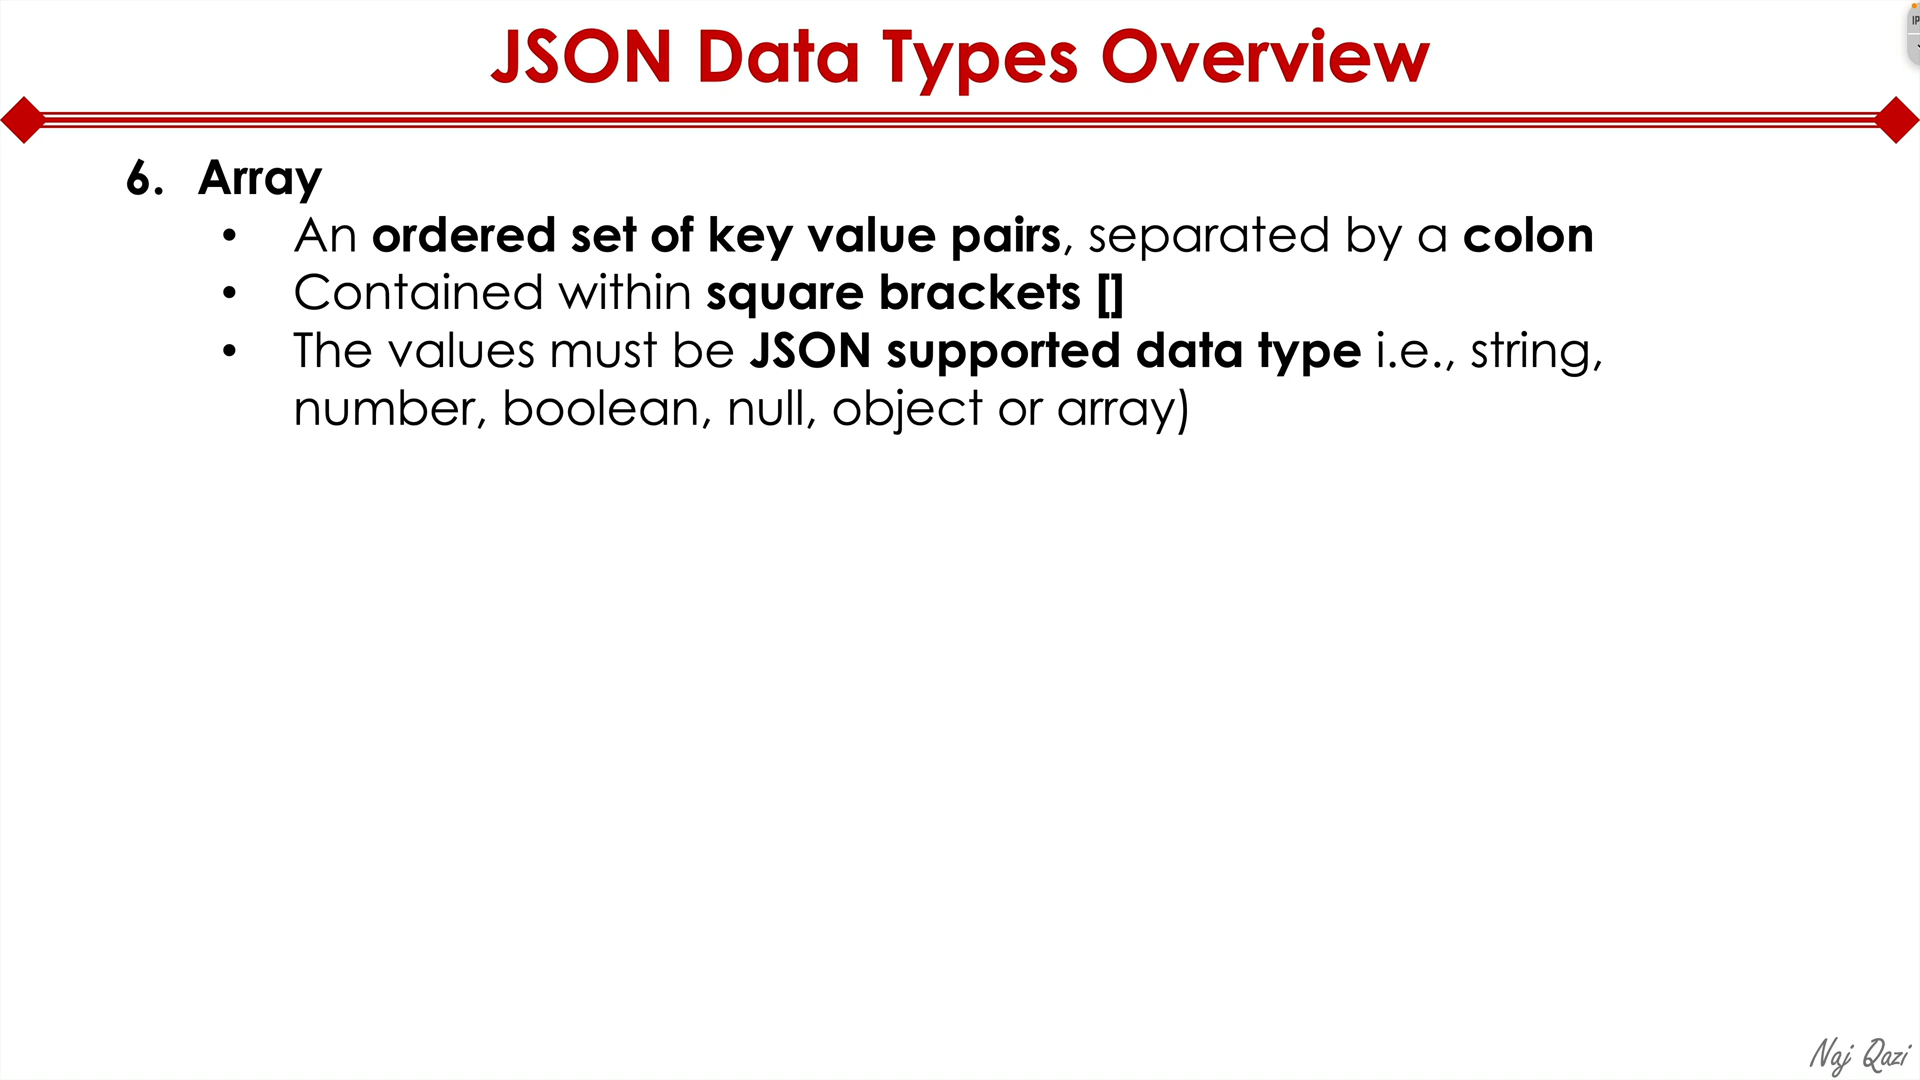 JSON Data Types Overview
6. Array
• An ordered set of key value pairs, separated by a colon
• Contained within square brackets []
• The values must be JSON supported data type i.e., string,
number, boolean, null, object or array)
Naj Qazi